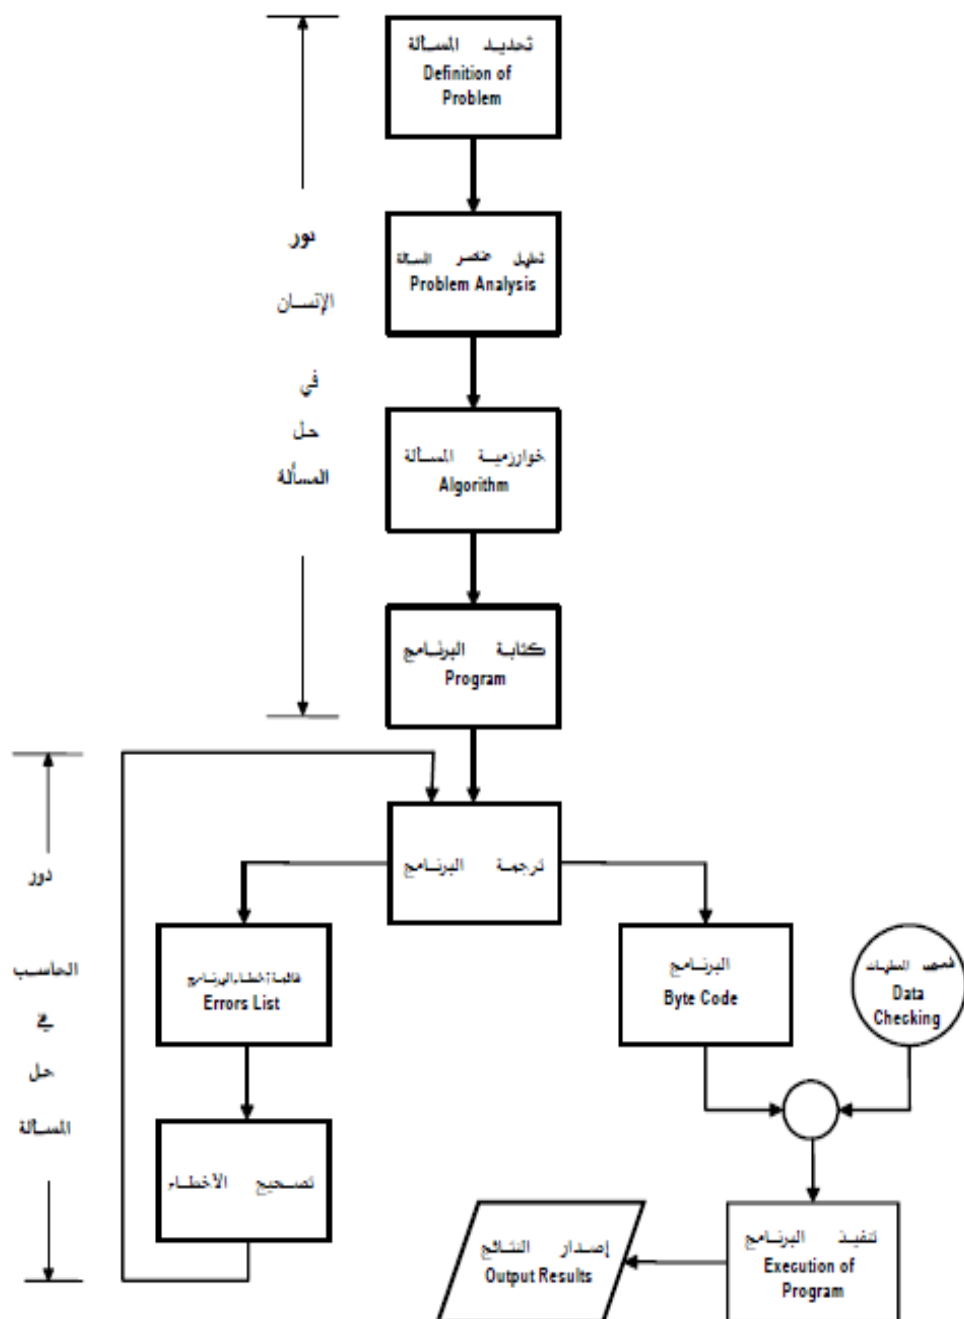 تحديد المسألة
Definition of
Problem
تحليل عناصر المسألة
Problem Analysis
خوارزمية المسألة
Algorithm
كتابة البرنامج
Program
دور
الإنسان
في
حل
المسألة
ترجمة البرنامج
قائمة أخطاء البرنامج
Errors List
تصحيح الأخطاء
البرنامج
Byte Code
فحص المعطيات
Data
Checking
تنفيذ البرنامج
Execution of
Program
إصدار النتائج
Output Results
دور
الحاسب
في
حل
المسألة